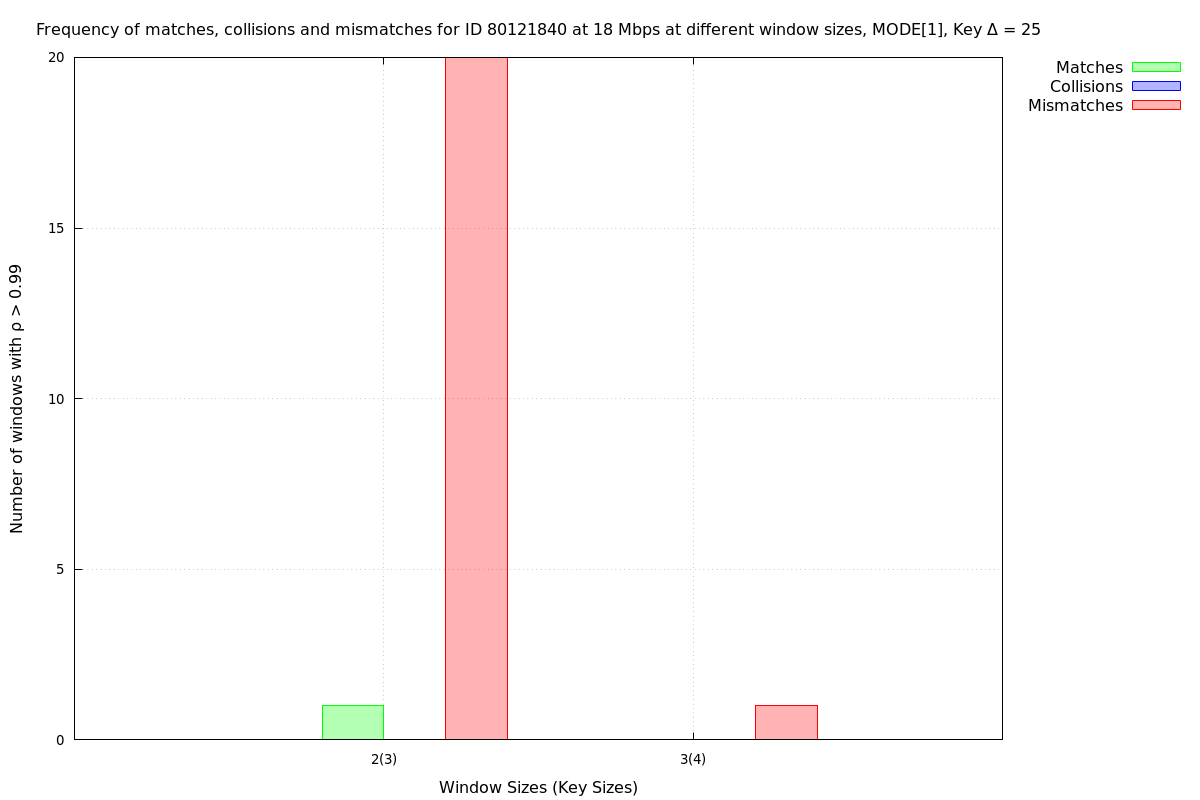 Frequency of matches, collisions and mismatches for ID 80121840 at 18 Mbps at different window sizes, MODE[1], Key Δ = 25
Matches
Collisions
Mismatches
Number of windows with ρ > 0.99
20
15
10
5
0
2(3)
3(4)
Window Sizes (Key Sizes)